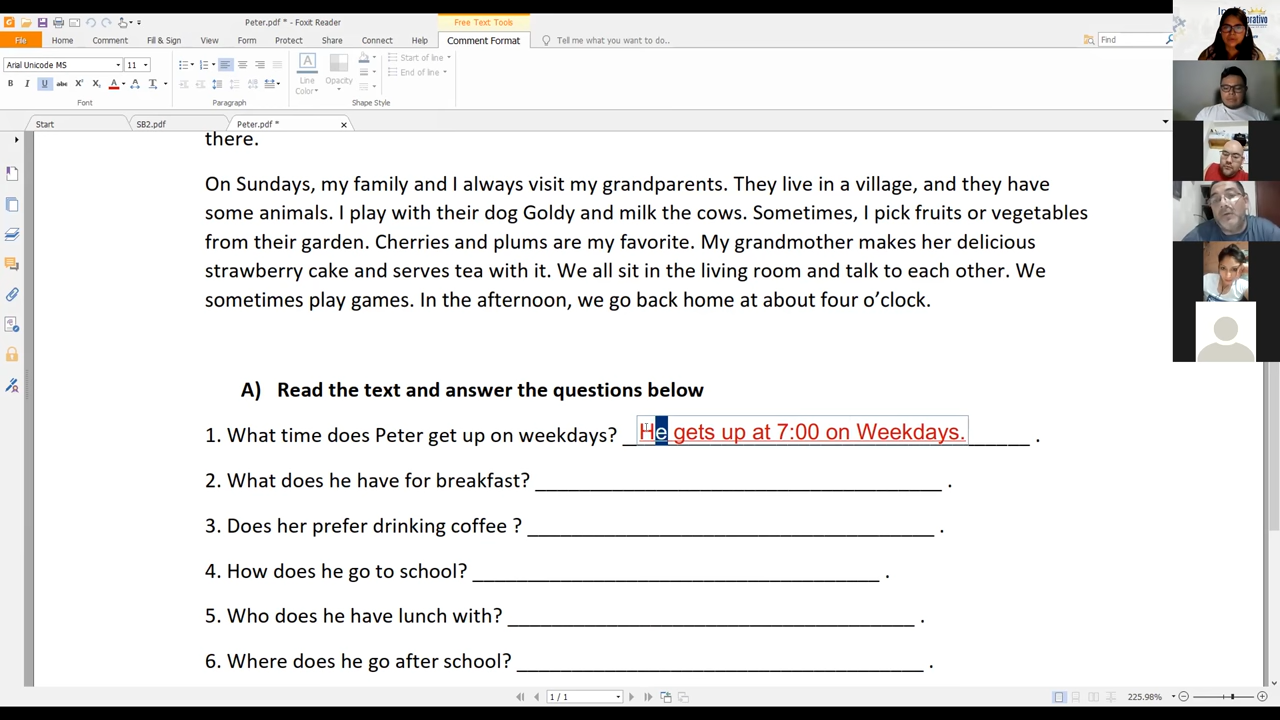 Peter.pdf * - Foxit Reader
Free Text Tools
File Home Comment Fill & Sign View Form Protect Share Connect Help Comment Format Tell me what you want to do.. Find
Arial Unicode MS 11
Line Color
Opacity
Start of line
End of line
Font Paragraph Shape Style
Start SB2.pdf Peter.pdf *
there.
On Sundays, my family and I always visit my grandparents. They live in a village, and they have
some animals. I play with their dog Goldy and milk the cows. Sometimes, I pick fruits or vegetables
from their garden. Cherries and plums are my favorite. My grandmother makes her delicious
strawberry cake and serves tea with it. We all sit in the living room and talk to each other. We
sometimes play games. In the afternoon, we go back home at about four o’clock.
A) Read the text and answer the questions below
1. What time does Peter get up on weekdays? He gets up at 7:00 on Weekdays. .
2. What does he have for breakfast? .
3. Does her prefer drinking coffee ? .
4. How does he go to school? .
5. Who does he have lunch with? .
6. Where does he go after school? .
1 / 1
225.98%